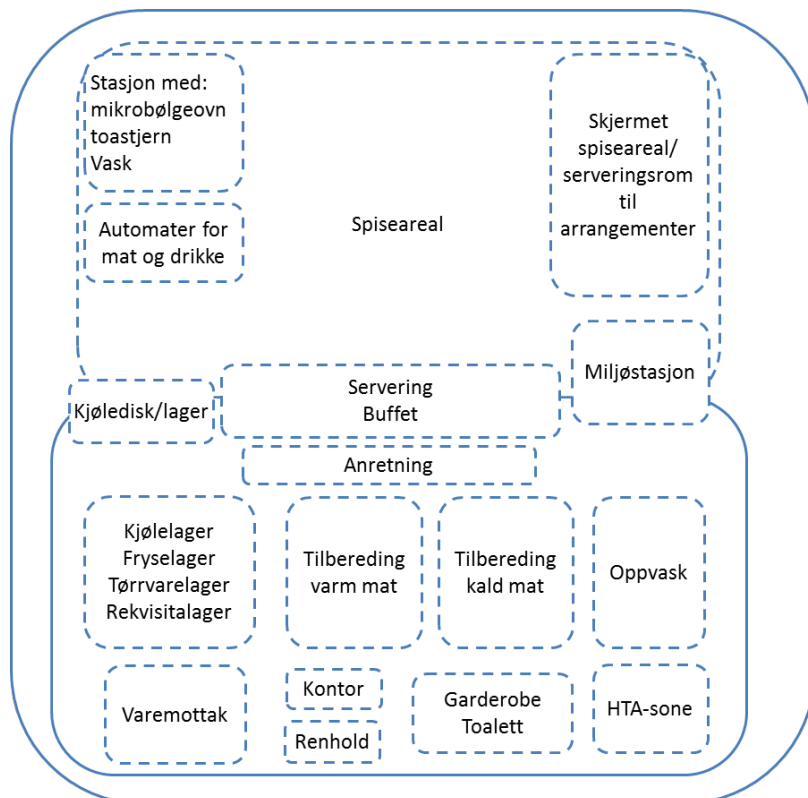 Stasjon med:
mikrobølgeovn
toastjern
Vask
Automater for
mat og drikke
Spiseareal
Skjermet
spiseareal/
serveringsrom
til
arrangementer
Miljøstasjon
Kjøledisk/lager
Servering
Buffet
Anretning
Kjølelager
Fryselager
Tørrvarelager
Rekvisitalager
Tilbereding
varm mat
Tilbereding
kald mat
Oppvask
Varemottak
Kontor
Renhold
Garderobe
Toalett
HTA-sone